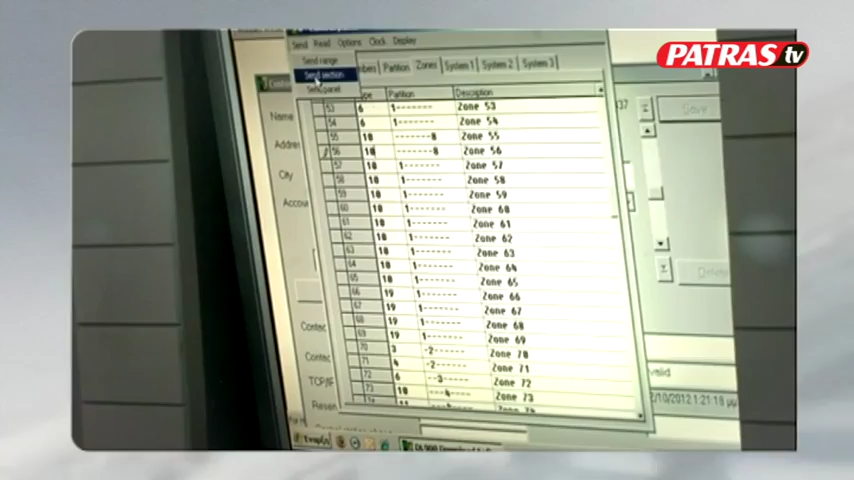 PATRAS tv
Send Read Options Clock Display
Send range
Send section
Send panel
Partition Zones System 1 System 2 System 3
Partition Description
53 6 1------- Zone 53
54 6 1------- Zone 54
55 10 -------8 Zone 55
56 10 -------8 Zone 56
57 10 1------- Zone 57
58 10 1------- Zone 58
59 10 1------- Zone 59
60 10 1------- Zone 60
61 10 1------- Zone 61
62 10 1------- Zone 62
63 10 1------- Zone 63
64 10 1------- Zone 64
65 10 1------- Zone 65
66 19 1------- Zone 66
67 19 1------- Zone 67
68 19 1------- Zone 68
69 19 1------- Zone 69
70 3 -2------ Zone 70
71 4 -2------ Zone 71
72 6 --3----- Zone 72
73 10 ---4---- Zone 73
Name
City
Save
Delete
TCP/IP
/10/2012 1:21:18 μμ